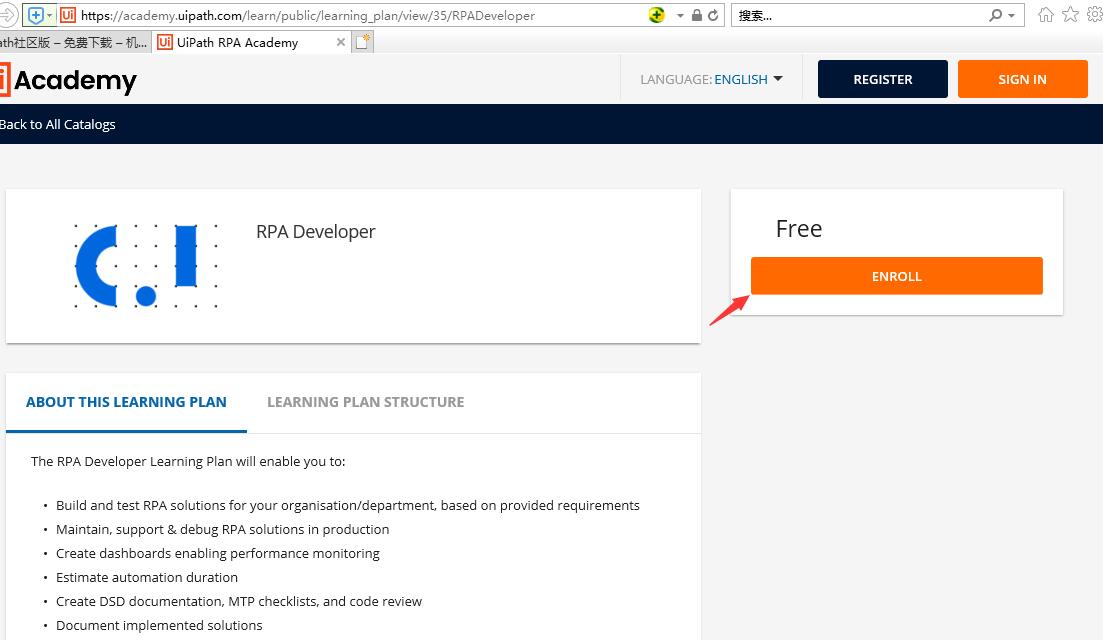 https://academy.uipath.com/learn/public/learning_plan/view/35/RPADeveloper
搜索...
ath社区版 – 免费下载 – 机...
UiPath RPA Academy
Ui Academy
LANGUAGE: ENGLISH
REGISTER
SIGN IN
Back to All Catalogs
RPA Developer
Free
ENROLL
ABOUT THIS LEARNING PLAN
LEARNING PLAN STRUCTURE
The RPA Developer Learning Plan will enable you to:
• Build and test RPA solutions for your organisation/department, based on provided requirements
• Maintain, support & debug RPA solutions in production
• Create dashboards enabling performance monitoring
• Estimate automation duration
• Create DSD documentation, MTP checklists, and code review
• Document implemented solutions